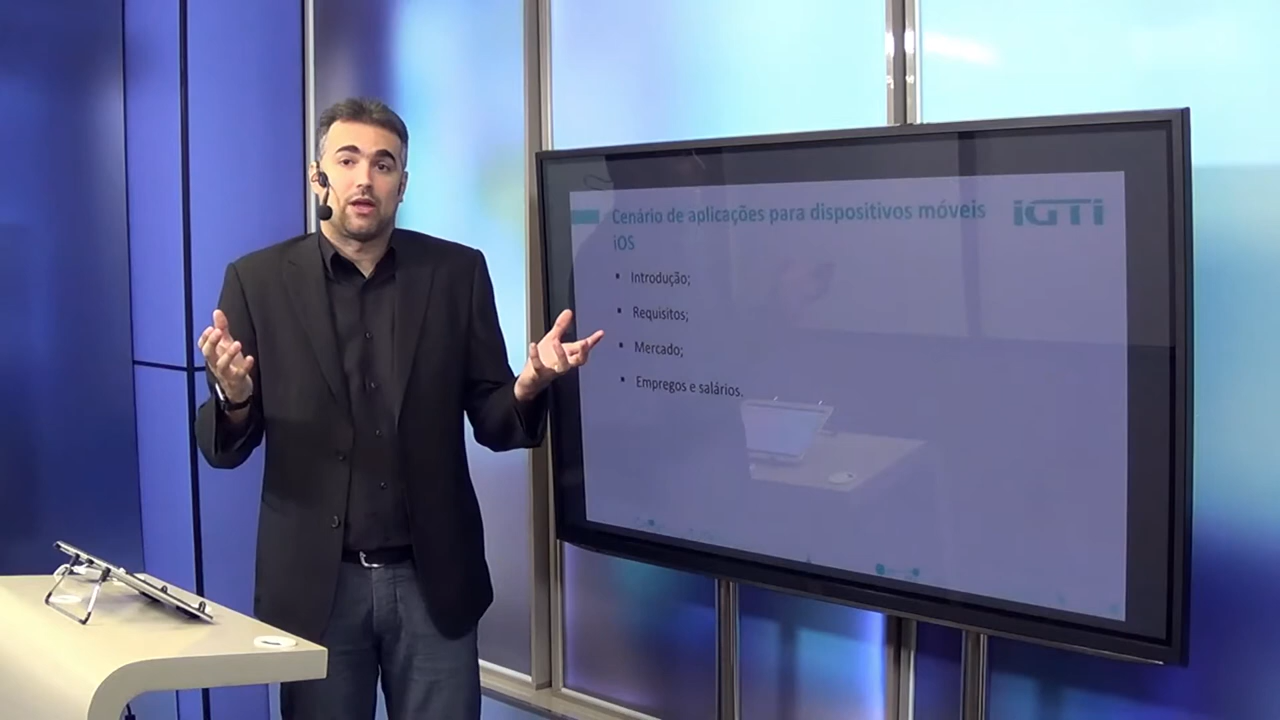 Cenário de aplicações para dispositivos móveis
iOS
iGTi
Introdução;
Requisitos;
Mercado;
Empregos e salários.